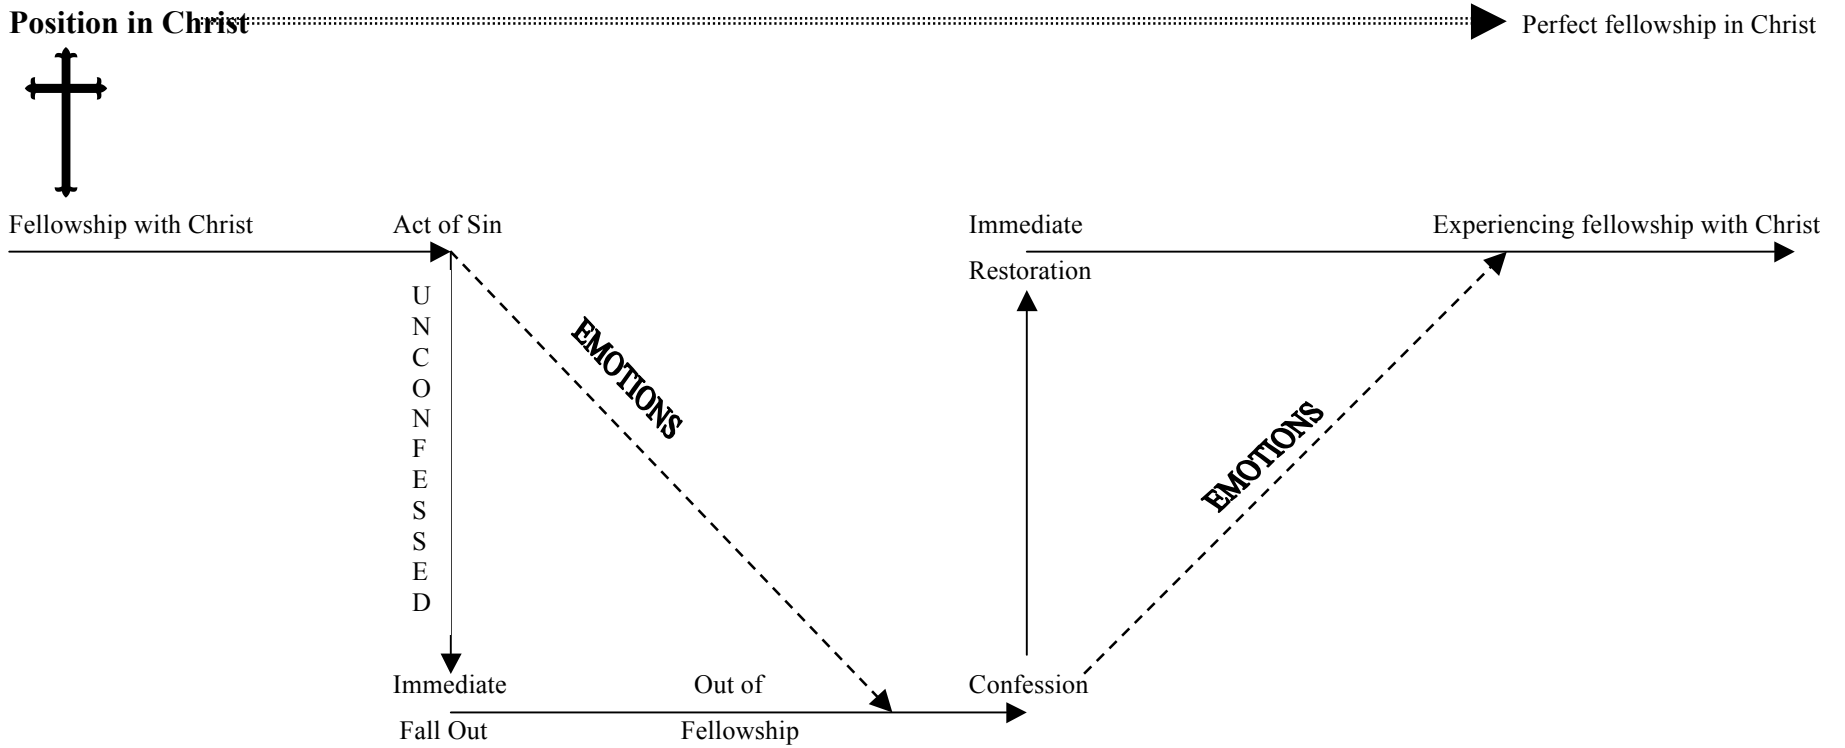 Position in Christ
Perfect fellowship in Christ
Fellowship with Christ
Act of Sin
Immediate
Restoration
Experiencing fellowship with Christ
U
N
C
O
N
F
E
S
S
E
D
EMOTIONS
EMOTIONS
Immediate
Fall Out
Out of
Fellowship
Confession